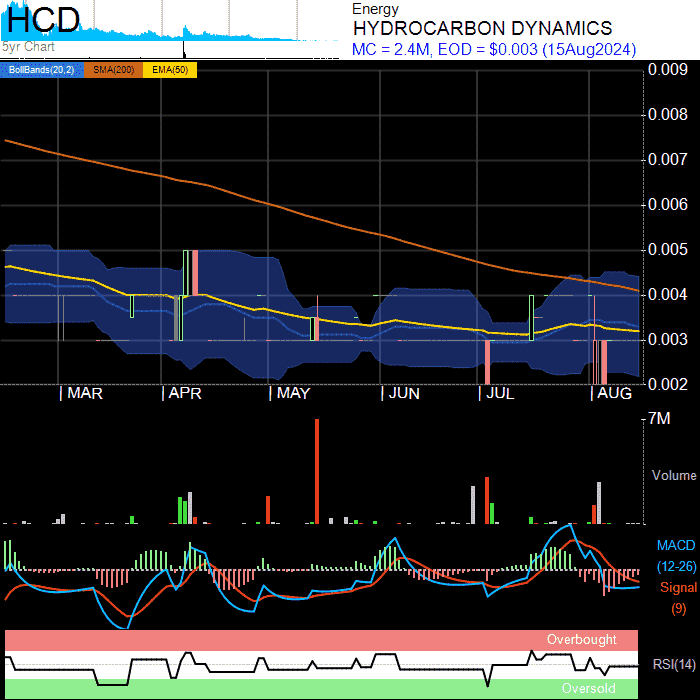 HCD
5yr Chart
Energy
HYDROCARBON DYNAMICS
MC = 2.4M, EOD = $0.003 (15Aug2024)
BollBands(20,2) SMA(200) EMA(50)
0.009
0.008
0.007
0.006
0.005
0.004
0.003
0.002
MAR APR MAY JUN JUL AUG
7M
Volume
MACD
(12-26)
Signal
(9)
Overbought
RSI(14)
Oversold